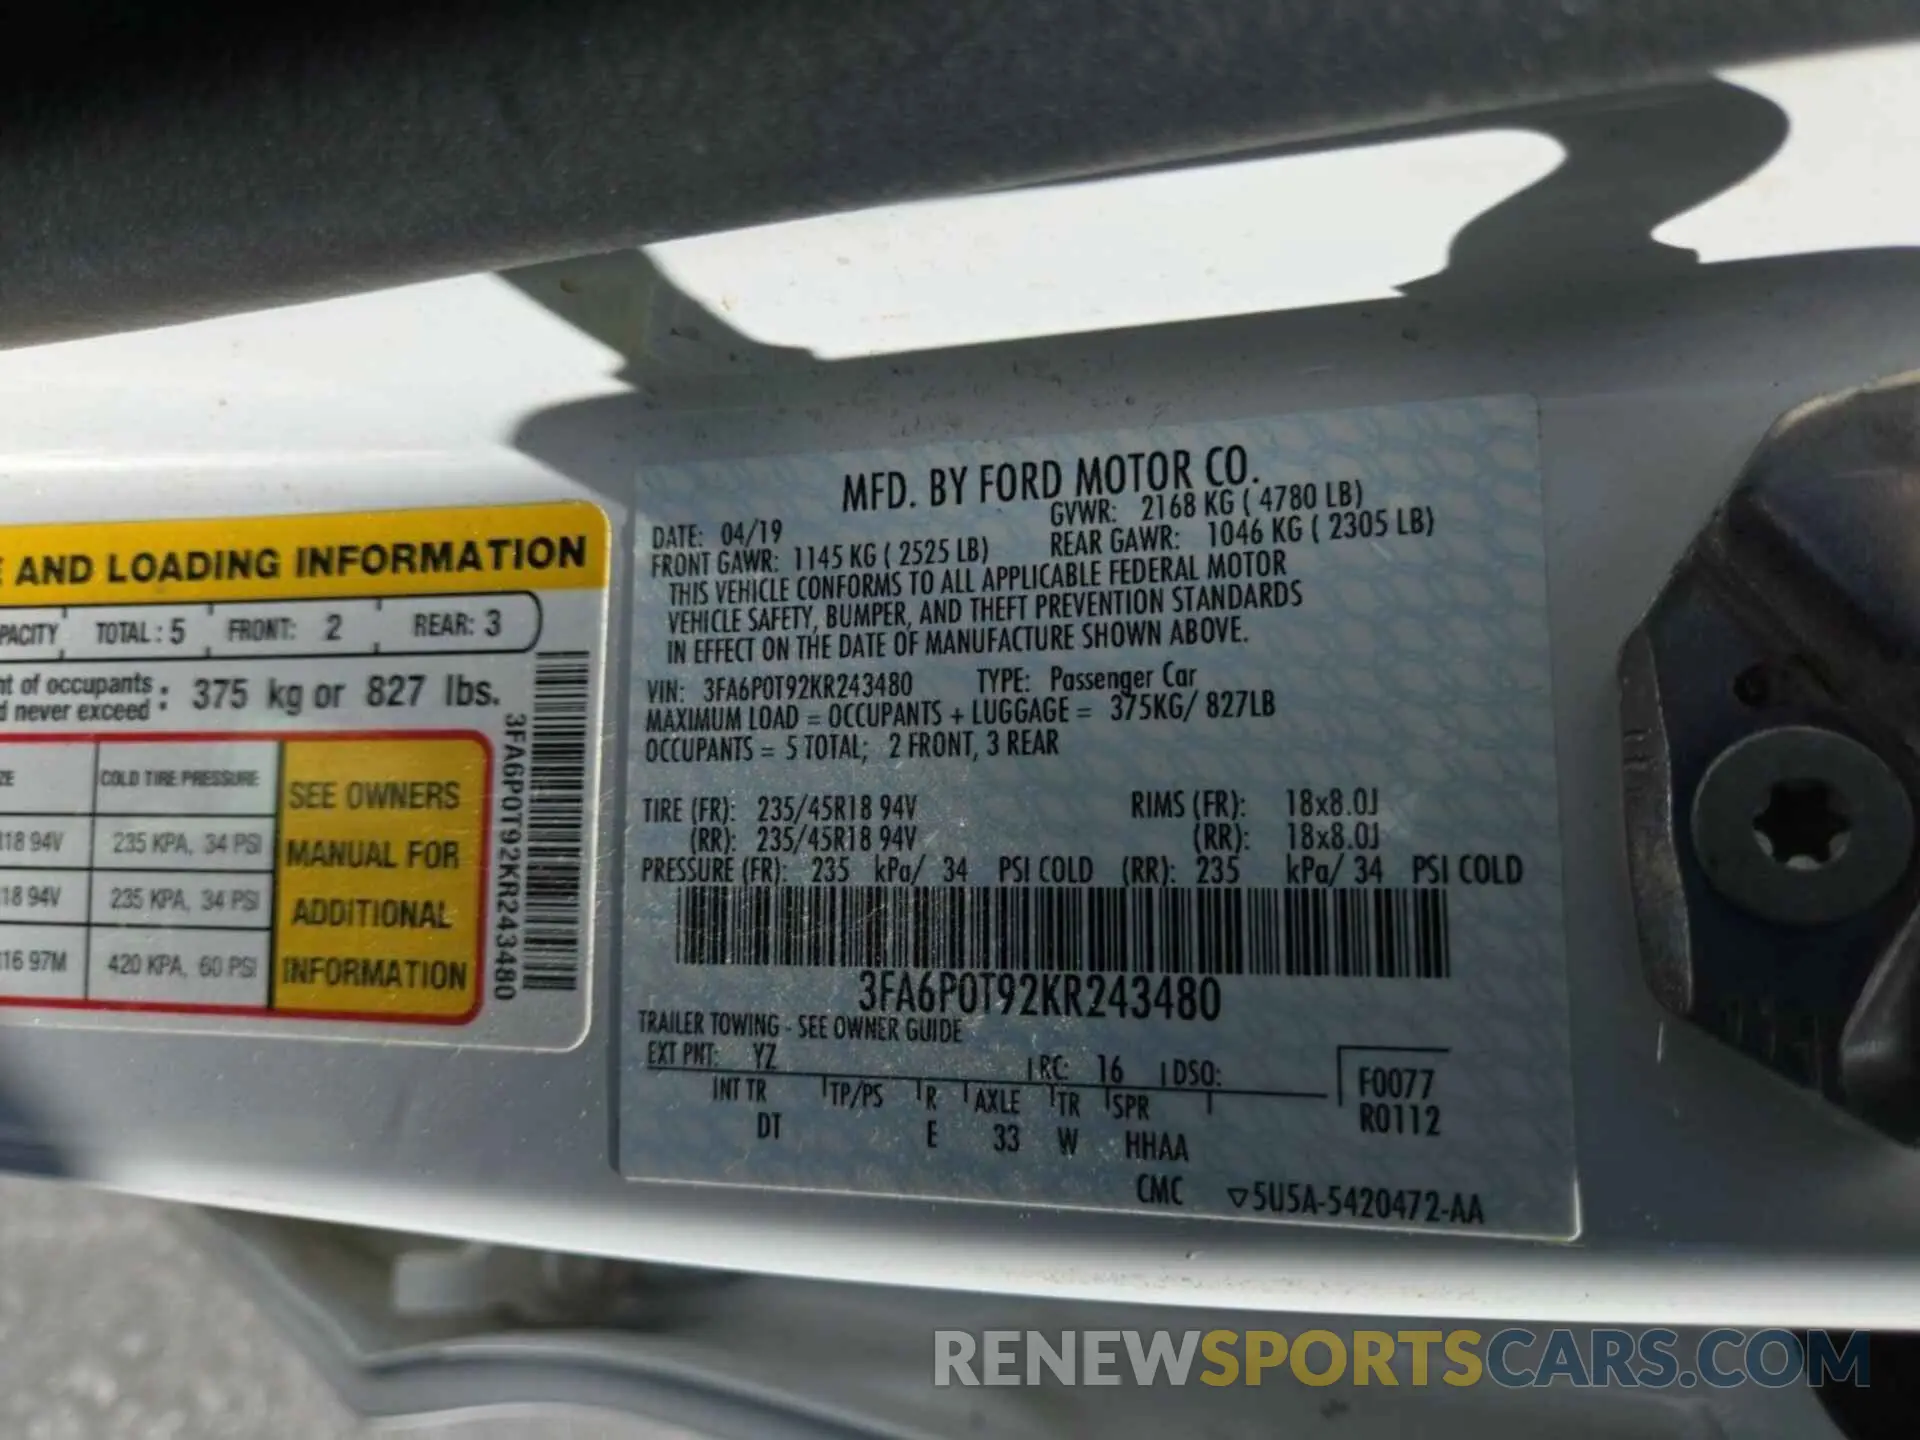 AND LOADING INFORMATION
TOTAL: 5 FRONT: 2 REAR: 3
of occupants : 375 kg or 827 lbs.
never exceed :
COLD TIRE PRESSURE
94V 235 KPA, 34 PSI
94V 235 KPA, 34 PSI
97M 420 KPA, 60 PSI
SEE OWNERS
MANUAL FOR
ADDITIONAL
INFORMATION
3FA6P0T92KR243480
MFD. BY FORD MOTOR CO.
DATE: 04/19 GVWR: 2168 KG ( 4780 LB)
FRONT GAWR: 1145 KG ( 2525 LB) REAR GAWR: 1046 KG ( 2305 LB)
THIS VEHICLE CONFORMS TO ALL APPLICABLE FEDERAL MOTOR
VEHICLE SAFETY, BUMPER, AND THEFT PREVENTION STANDARDS
IN EFFECT ON THE DATE OF MANUFACTURE SHOWN ABOVE.
VIN: 3FA6P0T92KR243480 TYPE: Passenger Car
MAXIMUM LOAD = OCCUPANTS + LUGGAGE = 375KG/ 827LB
OCCUPANTS = 5 TOTAL; 2 FRONT, 3 REAR
TIRE (FR): 235/45R18 94V RIMS (FR): 18x8.0J
(RR): 235/45R18 94V (RR): 18x8.0J
PRESSURE (FR): 235 kPa/ 34 PSI COLD (RR): 235 kPa/ 34 PSI COLD
3FA6P0T92KR243480
TRAILER TOWING - SEE OWNER GUIDE
EXT PNT: YZ RC: 16 DSO:
INT TR TP/PS R AXLE TR SPR
DT E 33 W HHAA
F0077
R0112
CMC ▽5U5A-5420472-AA
RENEWSPORTSCARS.COM